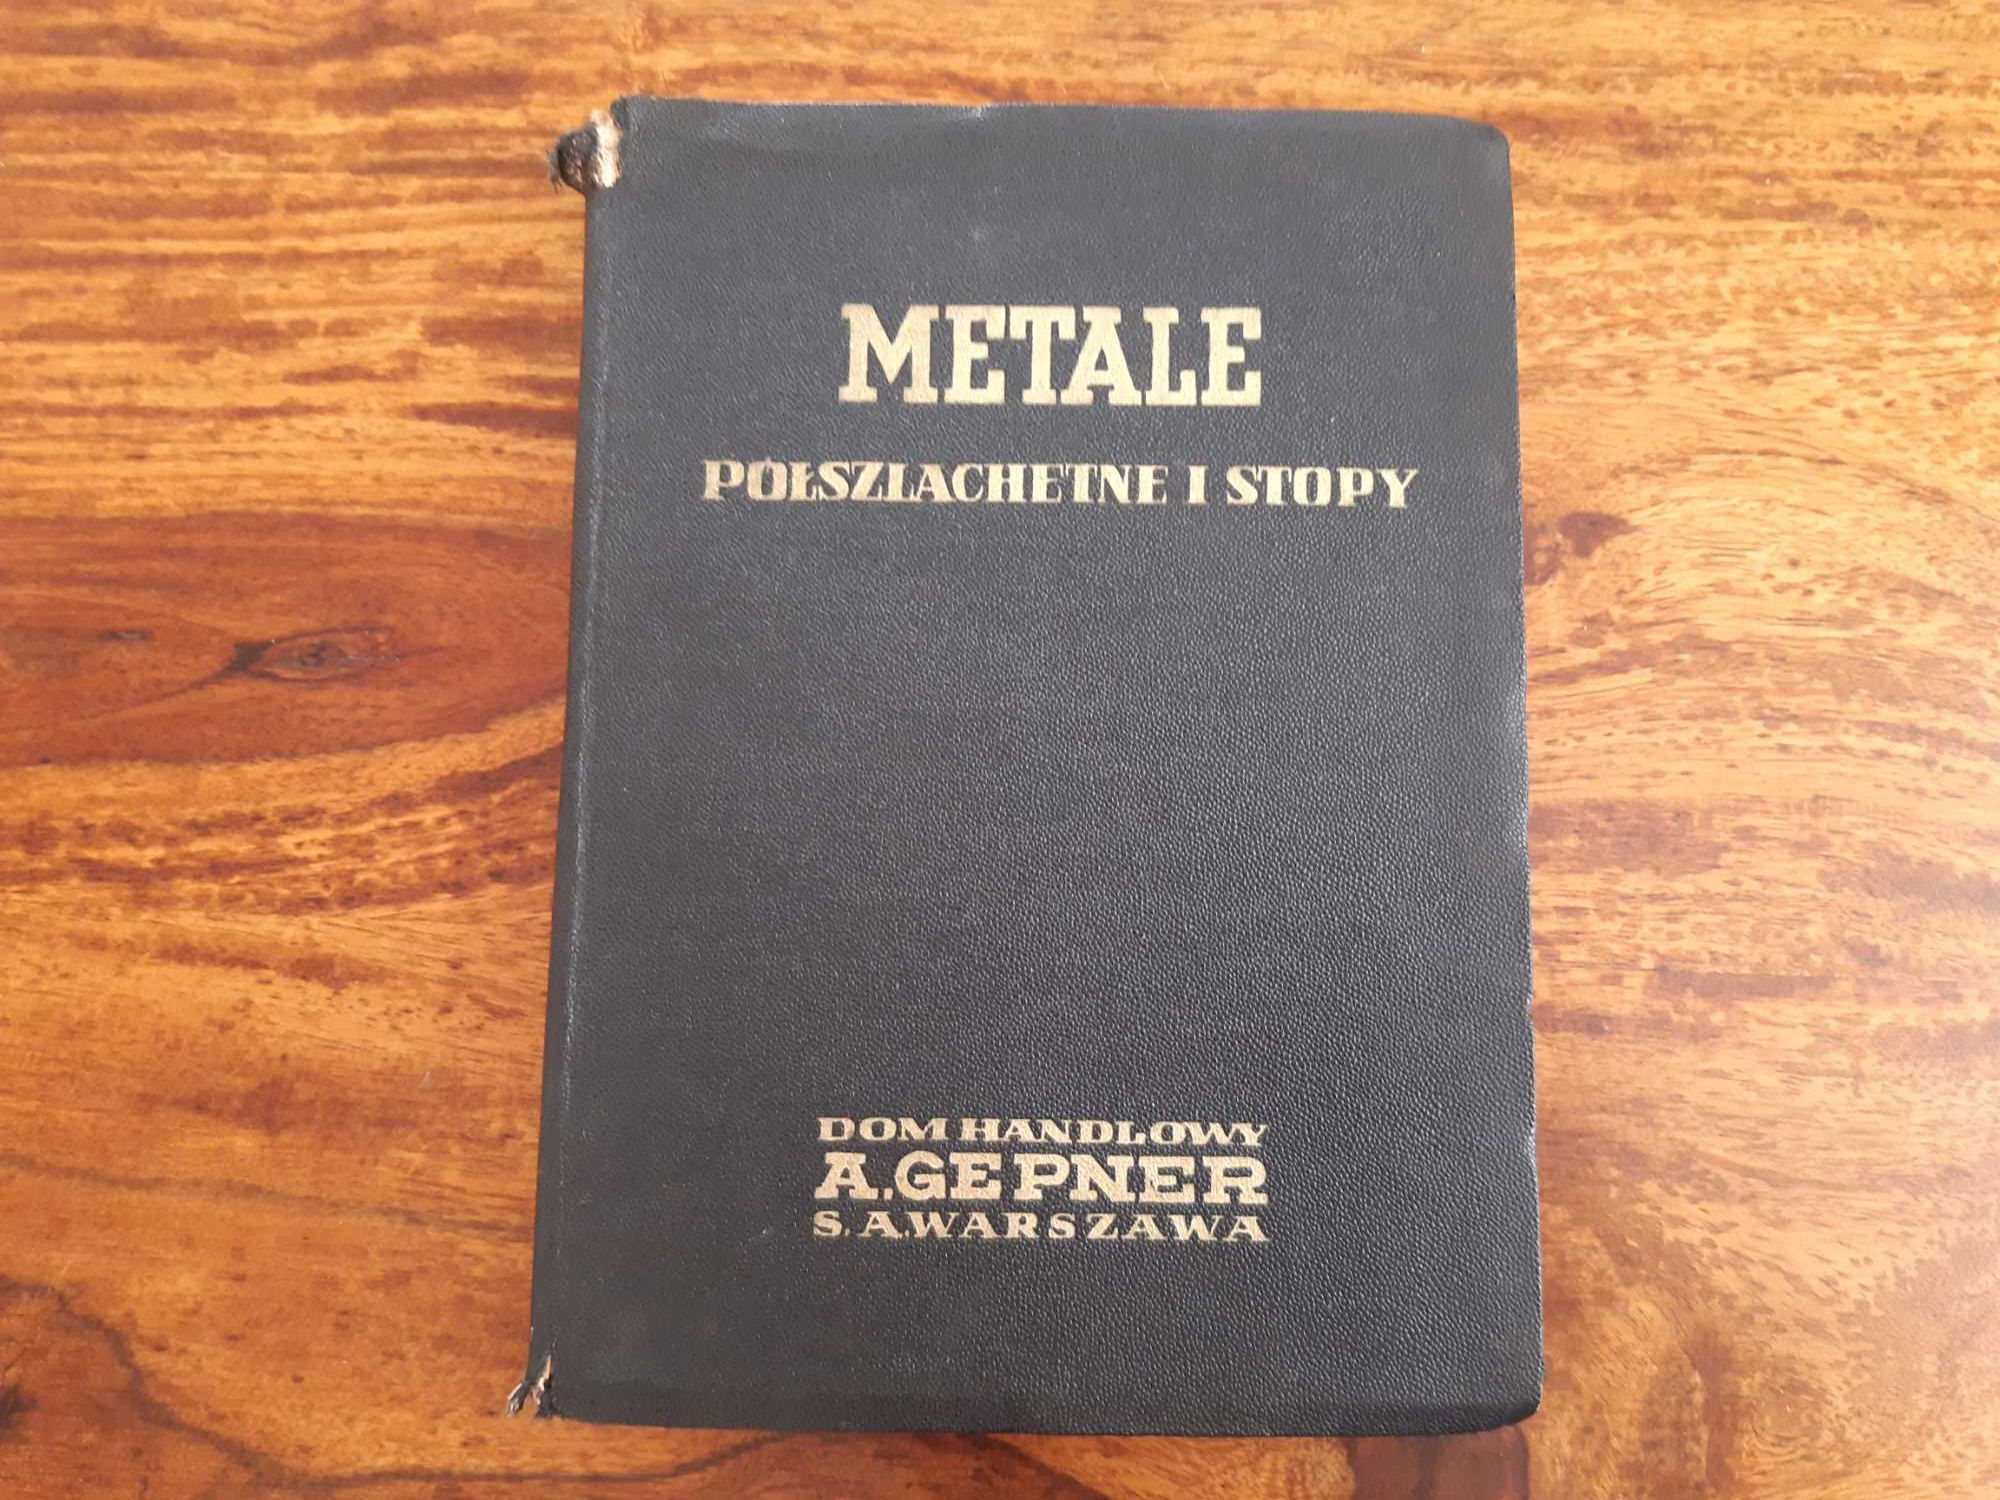 METALE
PÓŁSZLACHETNE I STOPY
DOM HANDLOWY
A. GEPNER
S. A. WARSZAWA